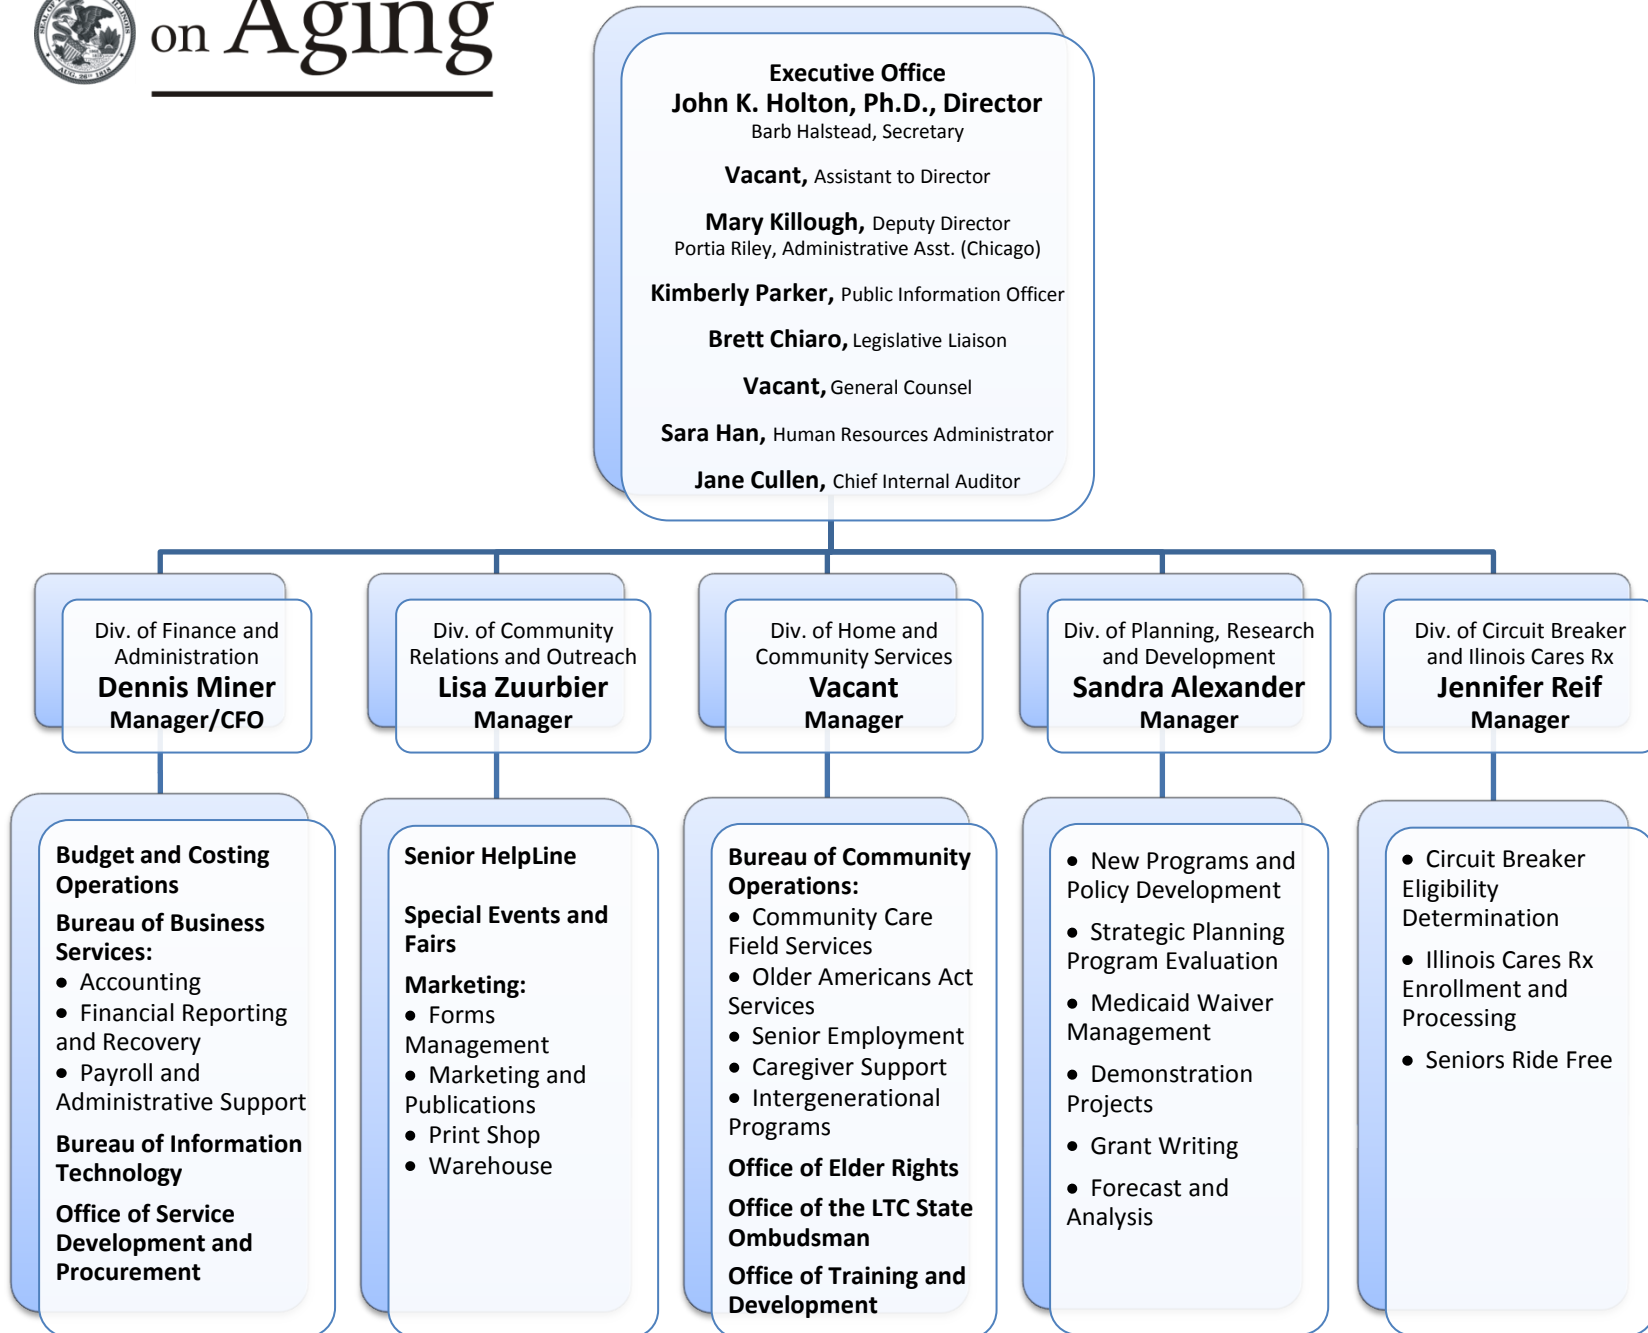 on Aging
SEAL OF
ILLINOIS
AUG. 26TH 1818
Executive Office
John K. Holton, Ph.D., Director
Barb Halstead, Secretary
Vacant, Assistant to Director
Mary Killough, Deputy Director
Portia Riley, Administrative Asst. (Chicago)
Kimberly Parker, Public Information Officer
Brett Chiaro, Legislative Liaison
Vacant, General Counsel
Sara Han, Human Resources Administrator
Jane Cullen, Chief Internal Auditor
Div. of Finance and
Administration
Dennis Miner
Manager/CFO
Div. of Community
Relations and Outreach
Lisa Zuurbier
Manager
Div. of Home and
Community Services
Vacant
Manager
Div. of Planning, Research
and Development
Sandra Alexander
Manager
Div. of Circuit Breaker
and Ilinois Cares Rx
Jennifer Reif
Manager
Budget and Costing
Operations
Bureau of Business
Services:
• Accounting
• Financial Reporting
and Recovery
• Payroll and
Administrative Support
Bureau of Information
Technology
Office of Service
Development and
Procurement
Senior HelpLine
Special Events and
Fairs
Marketing:
• Forms
Management
• Marketing and
Publications
• Print Shop
• Warehouse
Bureau of Community
Operations:
• Community Care
Field Services
• Older Americans Act
Services
• Senior Employment
• Caregiver Support
• Intergenerational
Programs
Office of Elder Rights
Office of the LTC State
Ombudsman
Office of Training and
Development
• New Programs and
Policy Development
• Strategic Planning
Program Evaluation
• Medicaid Waiver
Management
• Demonstration
Projects
• Grant Writing
• Forecast and
Analysis
• Circuit Breaker
Eligibility
Determination
• Illinois Cares Rx
Enrollment and
Processing
• Seniors Ride Free